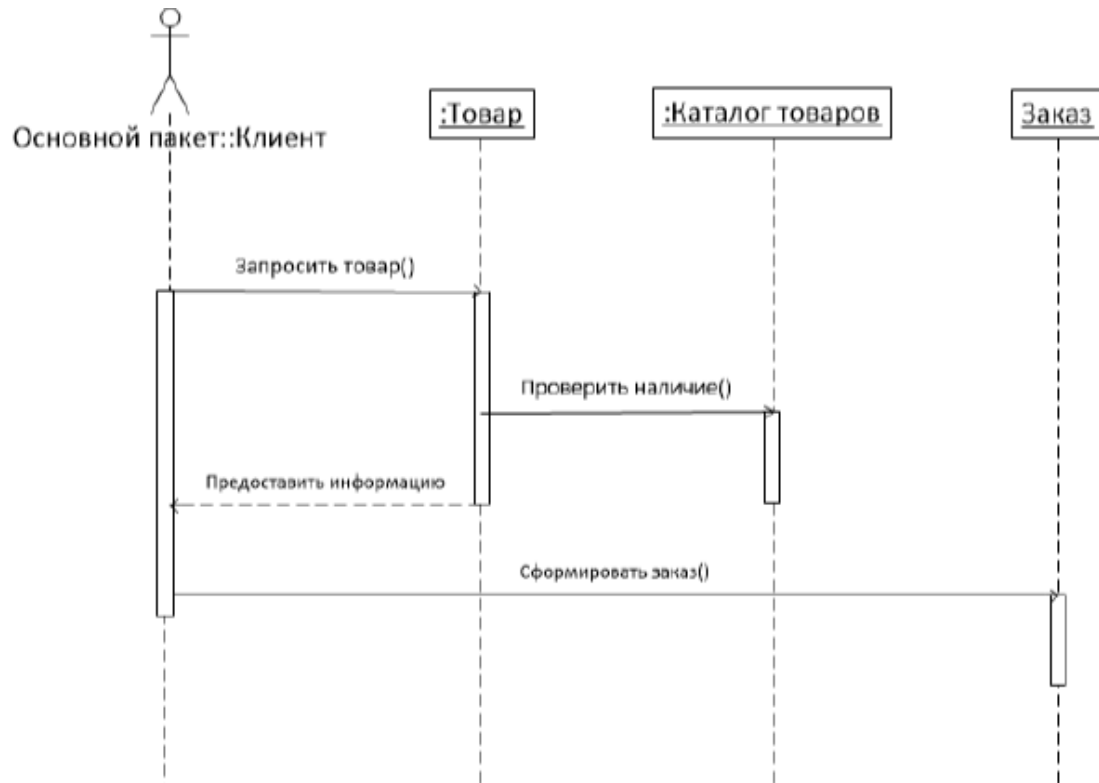 :Товар
:Каталог товаров
Заказ
Основной пакет::Клиент
Запросить товар()
Проверить наличие()
Предоставить информацию
Сформировать заказ()